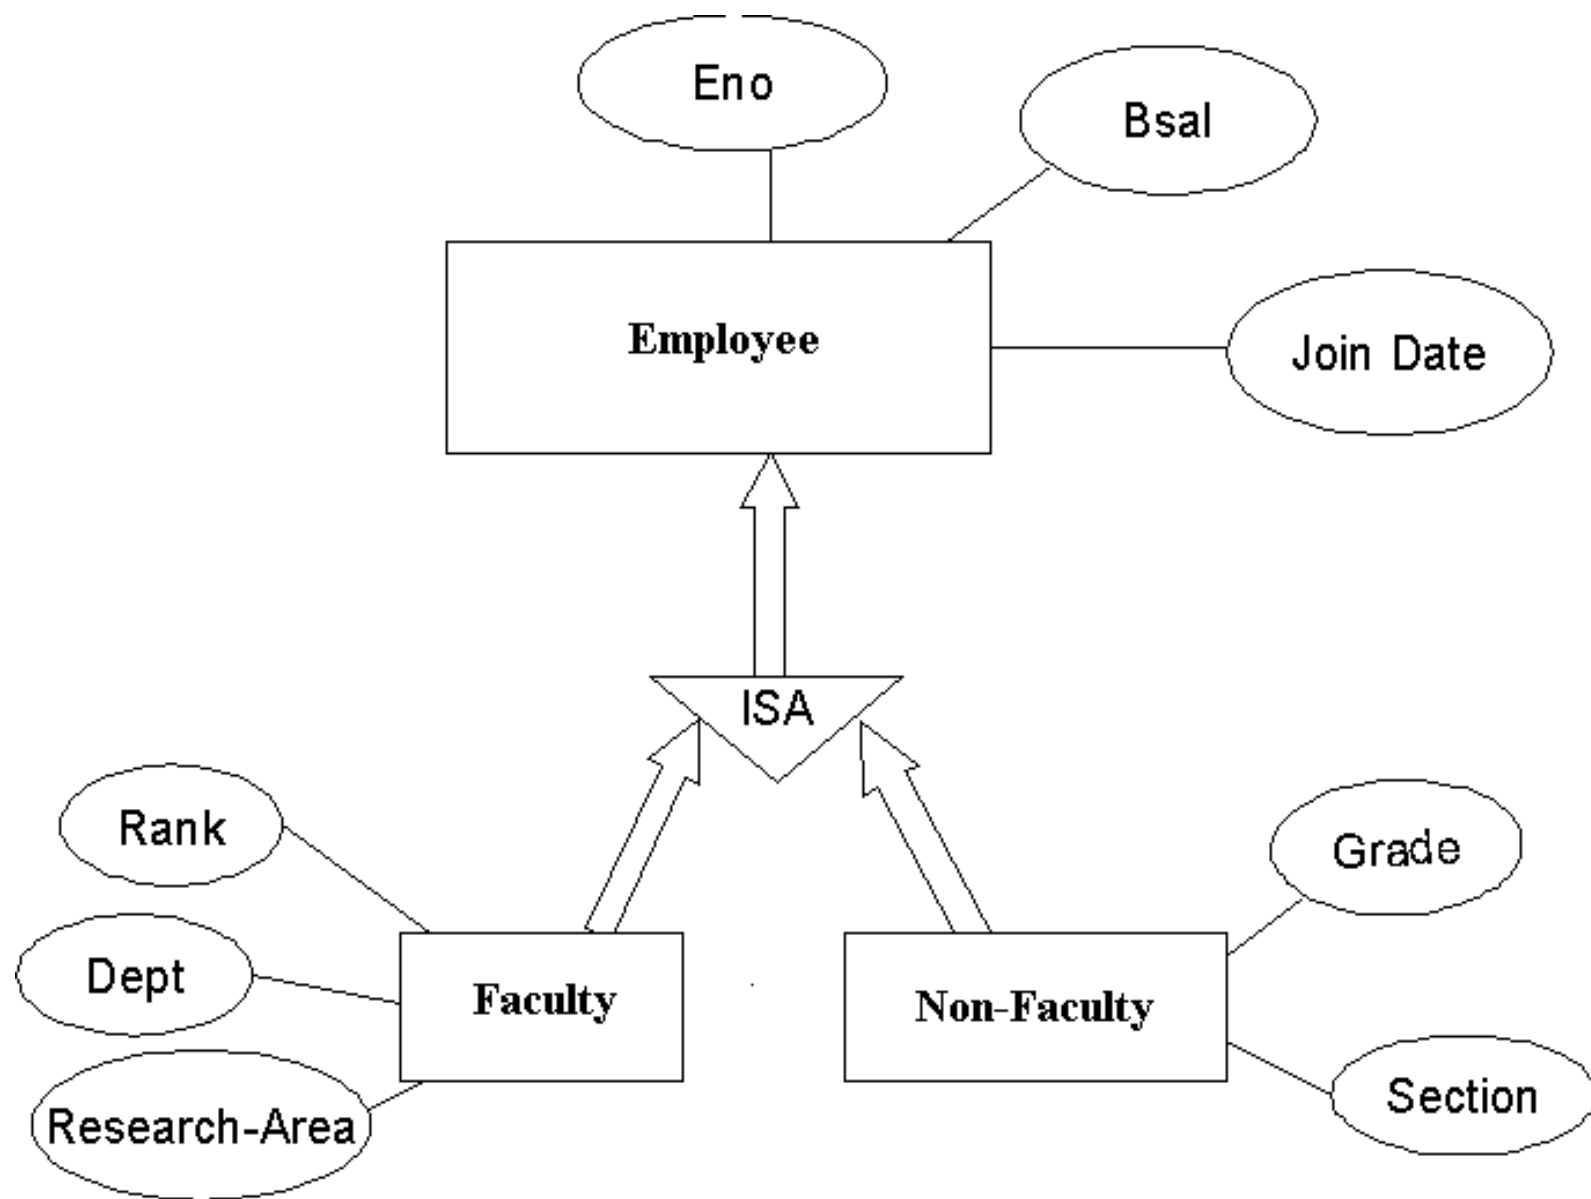 Eno
Bsal
Employee
Join Date
ISA
Rank
Grade
Dept
Faculty
Non-Faculty
Research-Area
Section